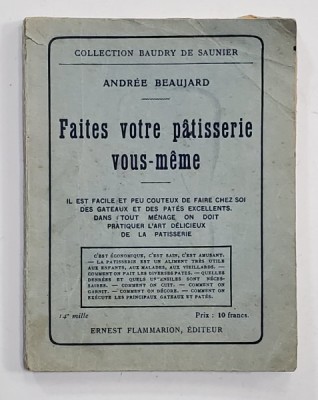 COLLECTION BAUDRY DE SAUNIER
ANDRÉE BEAUJARD
Faites votre pâtisserie
vous-même
IL EST FACILE ET PEU COUTEUX DE FAIRE CHEZ SOI
DES GATEAUX ET DES PATÉS EXCELLENTS.
DANS TOUT MÉNAGE ON DOIT
PRATIQUER L'ART DÉLICIEUX
DE LA PATISSERIE
C'EST ÉCONOMIQUE, C'EST SAIN, C'EST AMUSANT.
— LA PATISSERIE EST UN ALIMENT TRÈS UTILE
AUX ENFANTS, AUX MALADES, AUX VIEILLARDS. —
COMMENT ON FAIT LES DIVERSES PATES. — QUELLES
DENRÉES ET QUELS USTENSILES SONT NÉCES-
SAIRES. — COMMENT ON CUIT. — COMMENT ON
GARNIT. — COMMENT ON DÉCORE. — COMMENT ON
EXÉCUTE LES PRINCIPAUX GATEAUX ET PATÉS.
14e mille Prix : 10 francs.
ERNEST FLAMMARION, ÉDITEUR